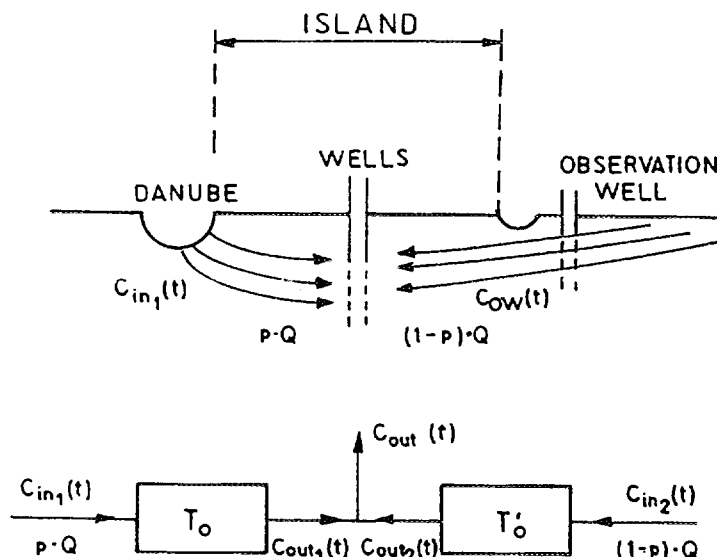 ISLAND
WELLS
OBSERVATION
WELL
DANUBE
C_in₁(t)
C_OW(t)
p·Q
(1-p)·Q
C_out (t)
C_in₁(t)
C_in₂(t)
T_o
T'_o
p·Q
C_out₁(t)
C_out₂(t)
(1-p)·Q